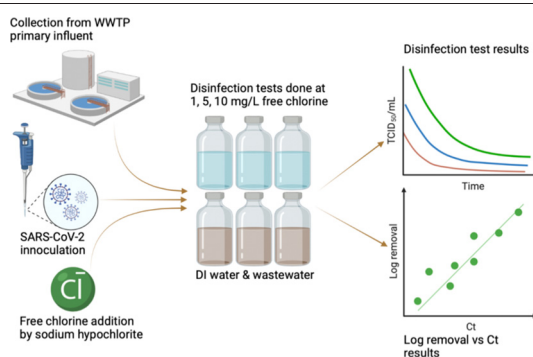 Collection from WWTP
primary influent
Disinfection tests done at
1, 5, 10 mg/L free chlorine
Disinfection test results
TCID50/mL
Time
SARS-CoV-2
innoculation
DI water & wastewater
Log removal
Cl-
Free chlorine addition
by sodium hypochlorite
Ct
Log removal vs Ct
results